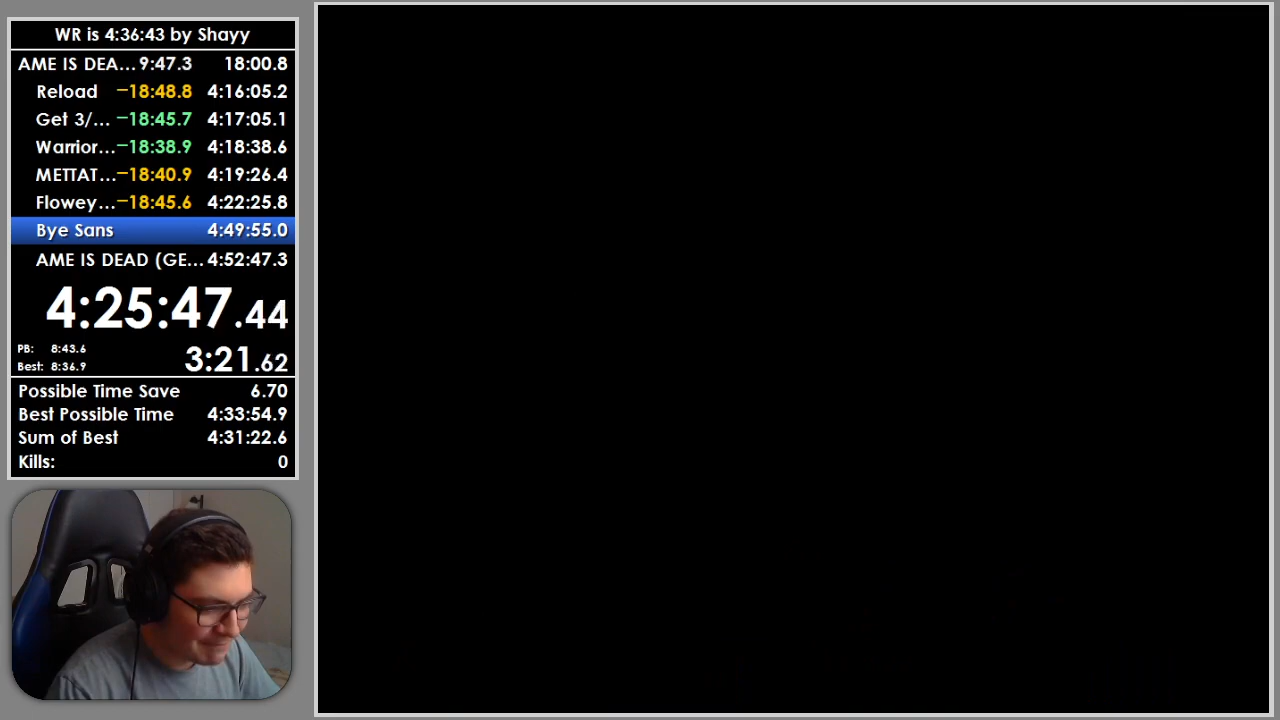 WR is 4:36:43 by Shayy
AME IS DEA... 9:47.3 18:00.8
Reload −18:48.8 4:16:05.2
Get 3/... −18:45.7 4:17:05.1
Warrior... −18:38.9 4:18:38.6
METTAT... −18:40.9 4:19:26.4
Flowey... −18:45.6 4:22:25.8
Bye Sans 4:49:55.0
AME IS DEAD (GE... 4:52:47.3
4:25:47.44
PB: 8:43.6
Best: 8:36.9
3:21.62
Possible Time Save 6.70
Best Possible Time 4:33:54.9
Sum of Best 4:31:22.6
Kills: 0